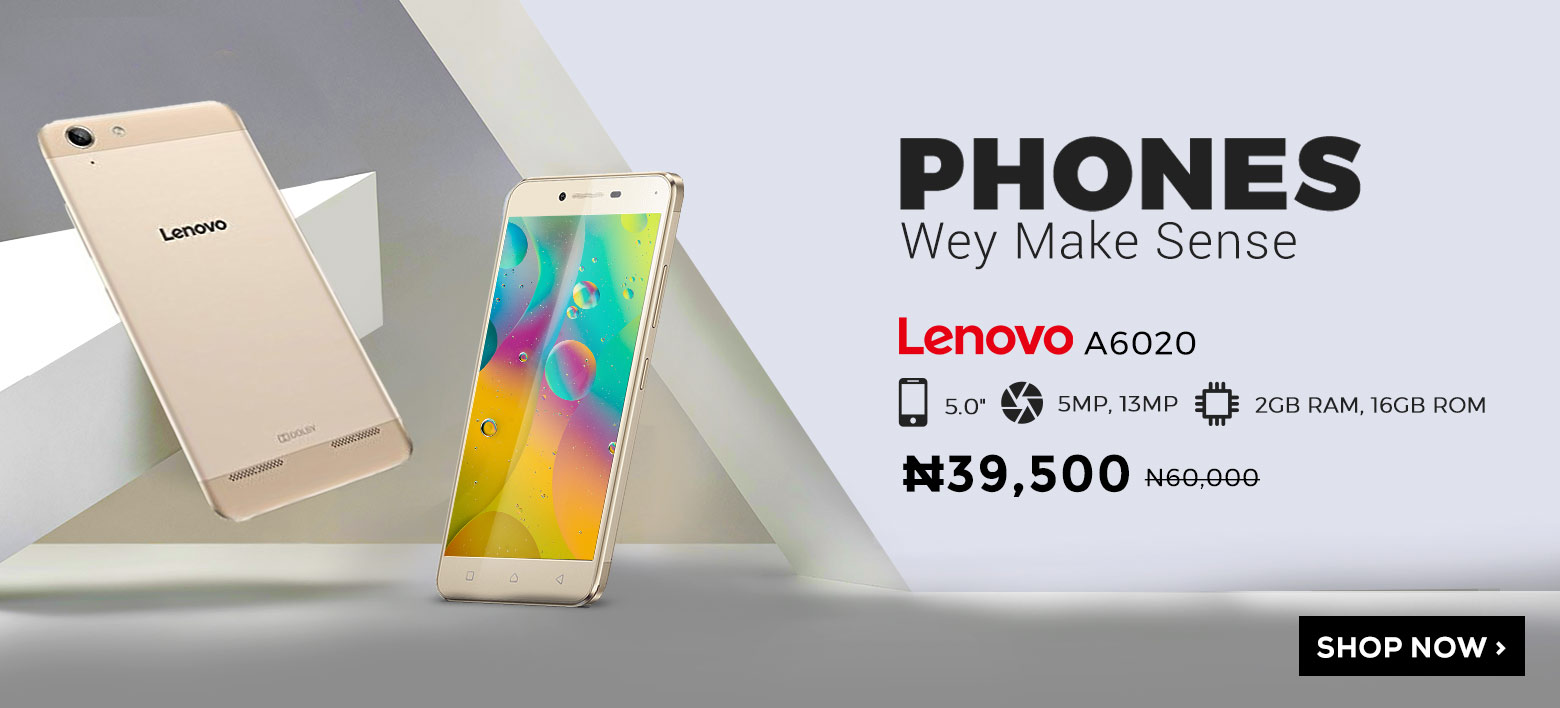 Lenovo
DOLBY
PHONES
Wey Make Sense
Lenovo A6020
5.0" 5MP, 13MP 2GB RAM, 16GB ROM
₦39,500 N60,000
SHOP NOW ›